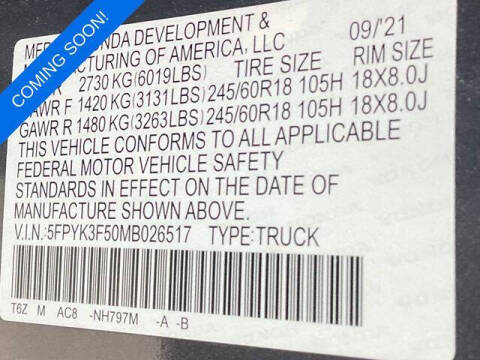 COMING SOON!
NDA DEVELOPMENT &
ACTURING OF AMERICA, LLC 09/'21
2730 KG(6019LBS) TIRE SIZE RIM SIZE
GAWR F 1420 KG(3131LBS) 245/60R18 105H 18X8.0J
GAWR R 1480 KG(3263LBS) 245/60R18 105H 18X8.0J
THIS VEHICLE CONFORMS TO ALL APPLICABLE
FEDERAL MOTOR VEHICLE SAFETY
STANDARDS IN EFFECT ON THE DATE OF
MANUFACTURE SHOWN ABOVE.
V.I.N.:5FPYK3F50MB026517 TYPE:TRUCK
T6Z M AC8 -NH797M -A -B